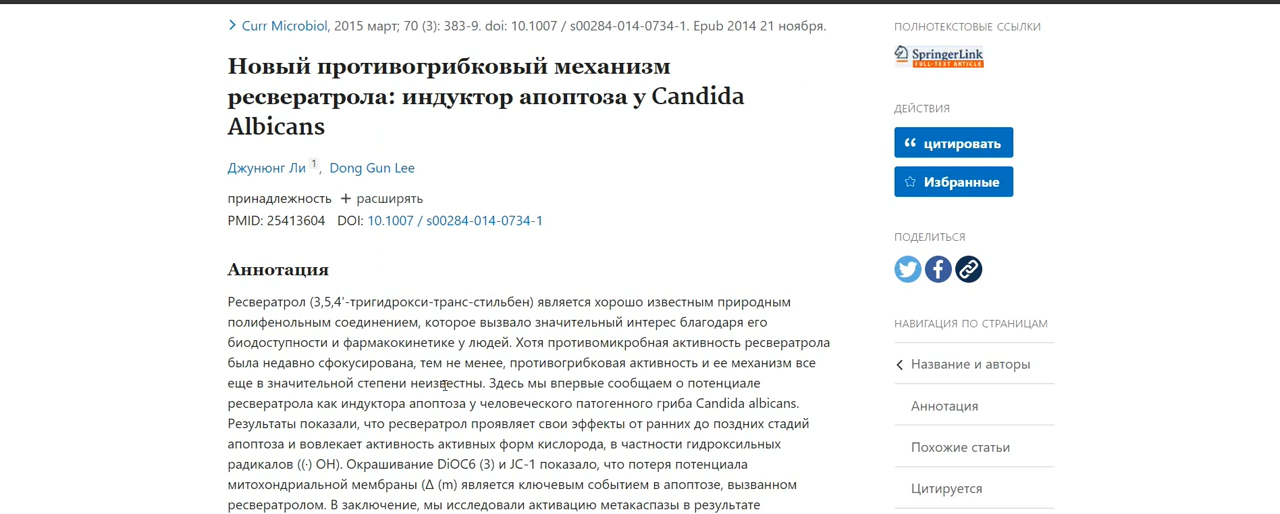 Curr Microbiol, 2015 март; 70 (3): 383-9. doi: 10.1007 / s00284-014-0734-1. Epub 2014 21 ноября.
Новый противогрибковый механизм
ресвератрола: индуктор апоптоза у Candida
Albicans
Джунюнг Ли 1, Dong Gun Lee
принадлежность + расширять
PMID: 25413604 DOI: 10.1007 / s00284-014-0734-1
Аннотация
Ресвератрол (3,5,4'-тригидрокси-транс-стильбен) является хорошо известным природным
полифенольным соединением, которое вызвало значительный интерес благодаря его
биодоступности и фармакокинетике у людей. Хотя противомикробная активность ресвератрола
была недавно сфокусирована, тем не менее, противогрибковая активность и ее механизм все
еще в значительной степени неизвестны. Здесь мы впервые сообщаем о потенциале
ресвератрола как индуктора апоптоза у человеческого патогенного гриба Candida albicans.
Результаты показали, что ресвератрол проявляет свои эффекты от ранних до поздних стадий
апоптоза и вовлекает активность активных форм кислорода, в частности гидроксильных
радикалов ((·) ОН). Окрашивание DiOC6 (3) и JC-1 показало, что потеря потенциала
митохондриальной мембраны (Δ (m) является ключевым событием в апоптозе, вызванном
ресвератролом. В заключение, мы исследовали активацию метакаспазы в результате
ПОЛНОТЕКСТОВЫЕ ССЫЛКИ
SpringerLink
FULL-TEXT ARTICLE
ДЕЙСТВИЯ
цитировать
Избранные
ПОДЕЛИТЬСЯ
НАВИГАЦИЯ ПО СТРАНИЦАМ
Название и авторы
Аннотация
Похожие статьи
Цитируется